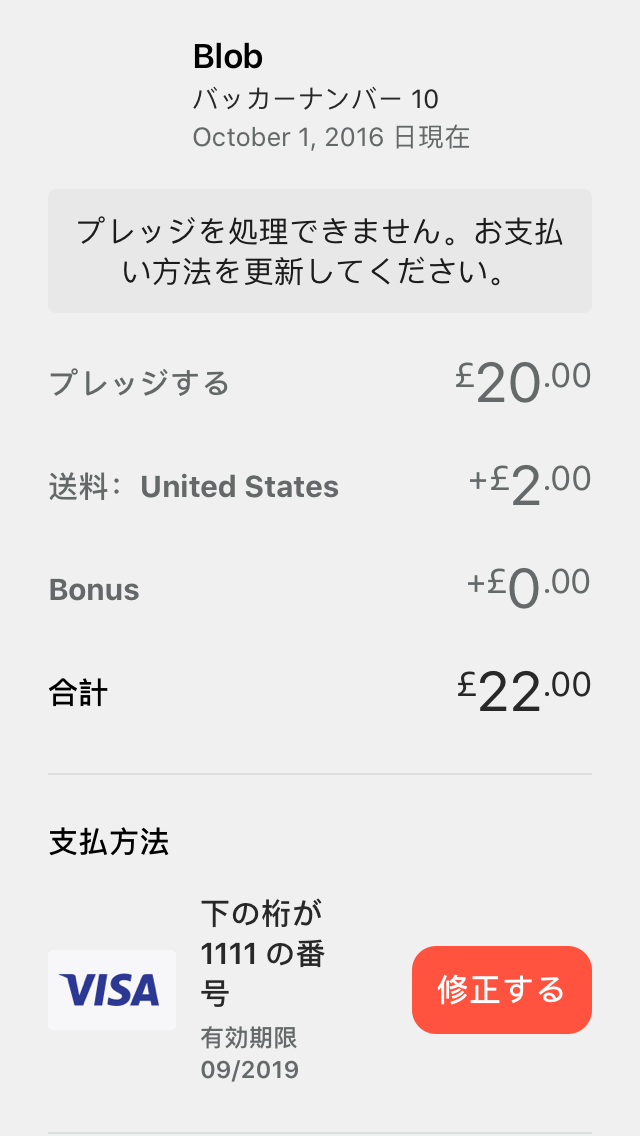 Blob
バッカーナンバー 10
October 1, 2016 日現在
プレッジを処理できません。お支払
い方法を更新してください。
プレッジする £20.00
送料： United States +£2.00
Bonus +£0.00
合計 £22.00
支払方法
下の桁が
1111 の番
号
VISA
修正する
有効期限
09/2019